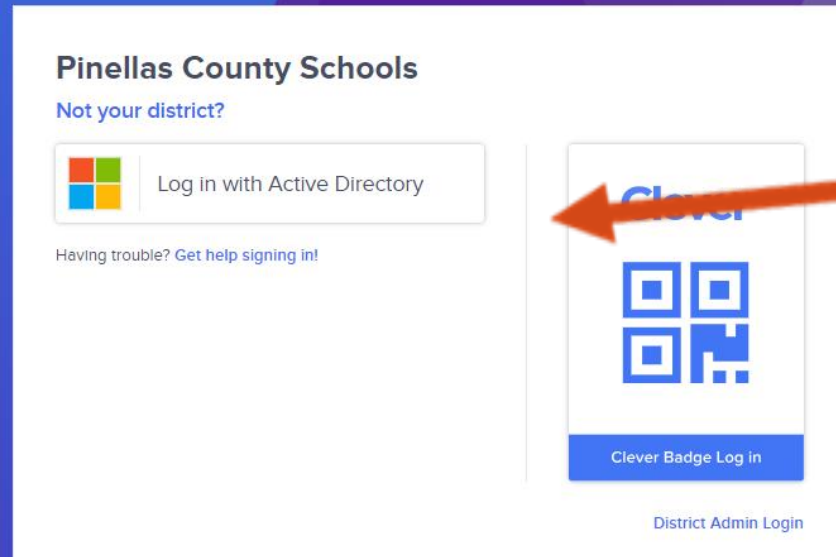 Pinellas County Schools
Not your district?
Log in with Active Directory
Having trouble? Get help signing in!
Clever
Clever Badge Log in
District Admin Login